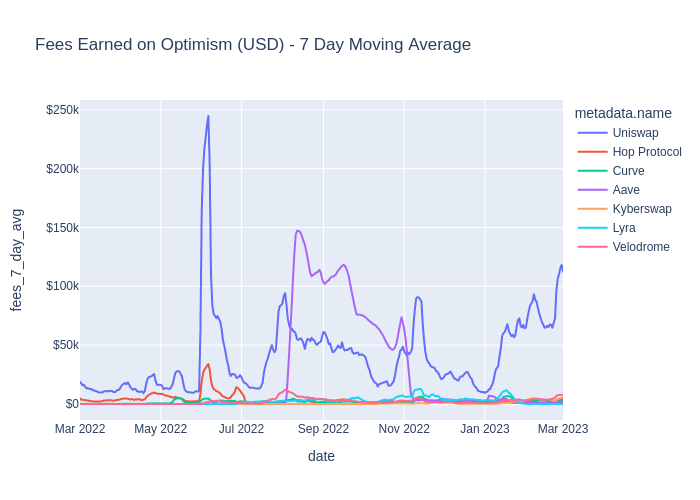 Fees Earned on Optimism (USD) - 7 Day Moving Average
metadata.name
Uniswap
Hop Protocol
Curve
Aave
Kyberswap
Lyra
Velodrome
fees_7_day_avg
$250k
$200k
$150k
$100k
$50k
$0
Mar 2022 May 2022 Jul 2022 Sep 2022 Nov 2022 Jan 2023 Mar 2023
date